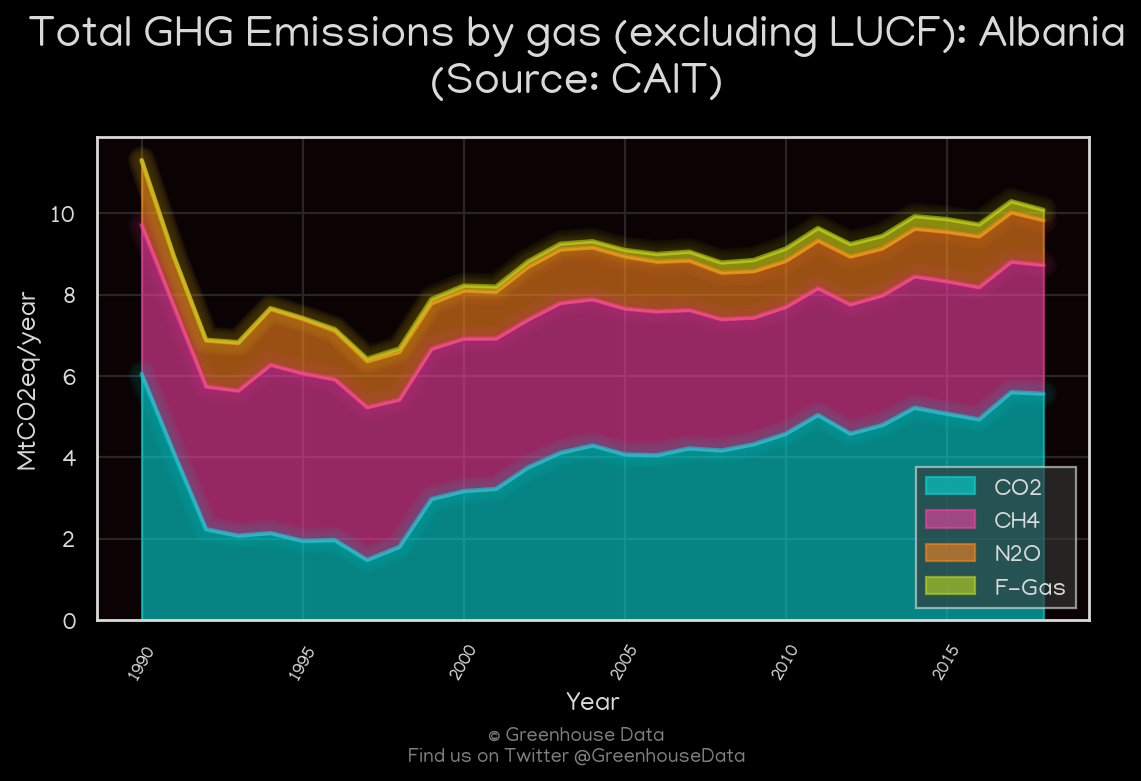 Total GHG Emissions by gas (excluding LUCF): Albania
(Source: CAIT)
MtCO2eq/year
10
8
6
4
2
0
CO2
CH4
N2O
F-Gas
1990
1995
2000
2005
2010
2015
Year
© Greenhouse Data
Find us on Twitter @GreenhouseData